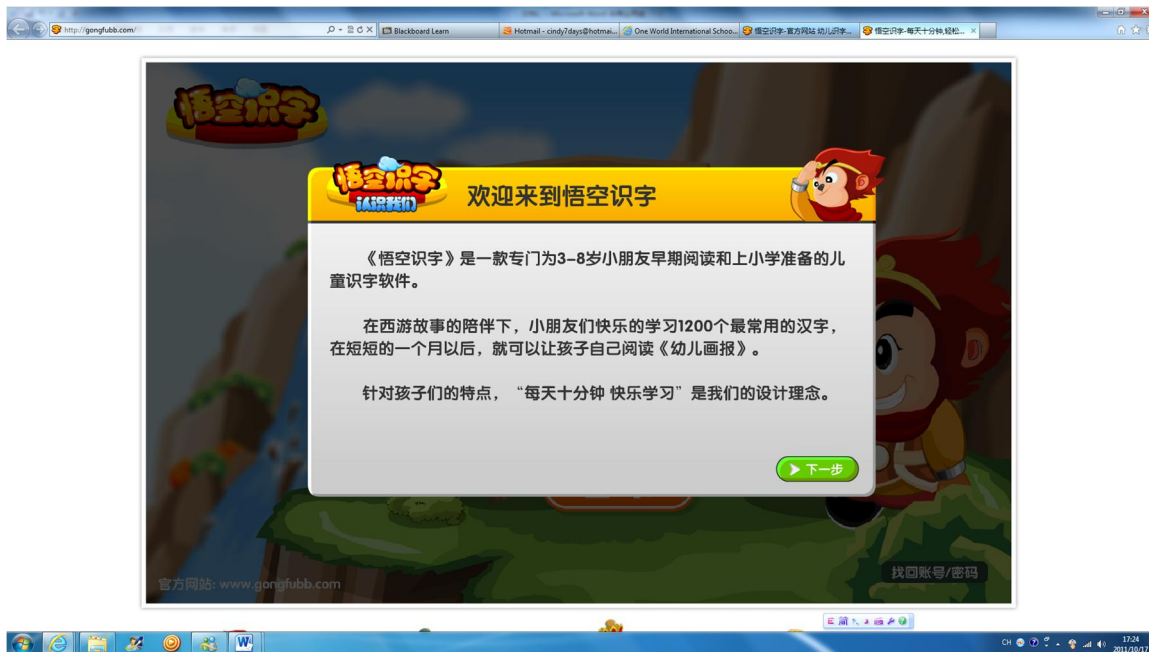 http://gongfubb.com/
Blackboard Learn
Hotmail - cindy7days@hotmai...
One World International Schoo...
悟空识字-官方网站 幼儿识字...
悟空识字-每天十分钟,轻松...
悟空识字
悟空识字
认识我们
欢迎来到悟空识字
《悟空识字》是一款专门为3-8岁小朋友早期阅读和上小学准备的儿
童识字软件。
在西游故事的陪伴下，小朋友们快乐的学习1200个最常用的汉字，
在短短的一个月以后，就可以让孩子自己阅读《幼儿画报》。
针对孩子们的特点，“每天十分钟 快乐学习”是我们的设计理念。
下一步
官方网站: www.gongfubb.com
找回账号/密码
简
CH
17:24
2011/10/17